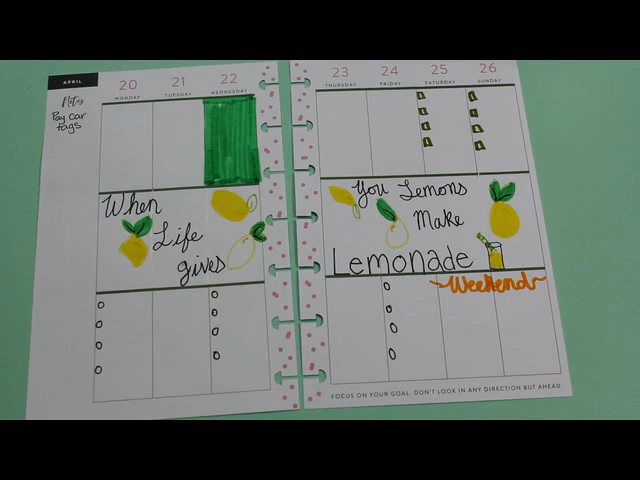 APRIL
Notes
Pay car
tags
20 21 22
MONDAY TUESDAY WEDNESDAY
When
Life
gives
23 24 25 26
THURSDAY FRIDAY SATURDAY SUNDAY
You Lemons
Make
Lemonade
~Weekend~
FOCUS ON YOUR GOAL. DON'T LOOK IN ANY DIRECTION BUT AHEAD.